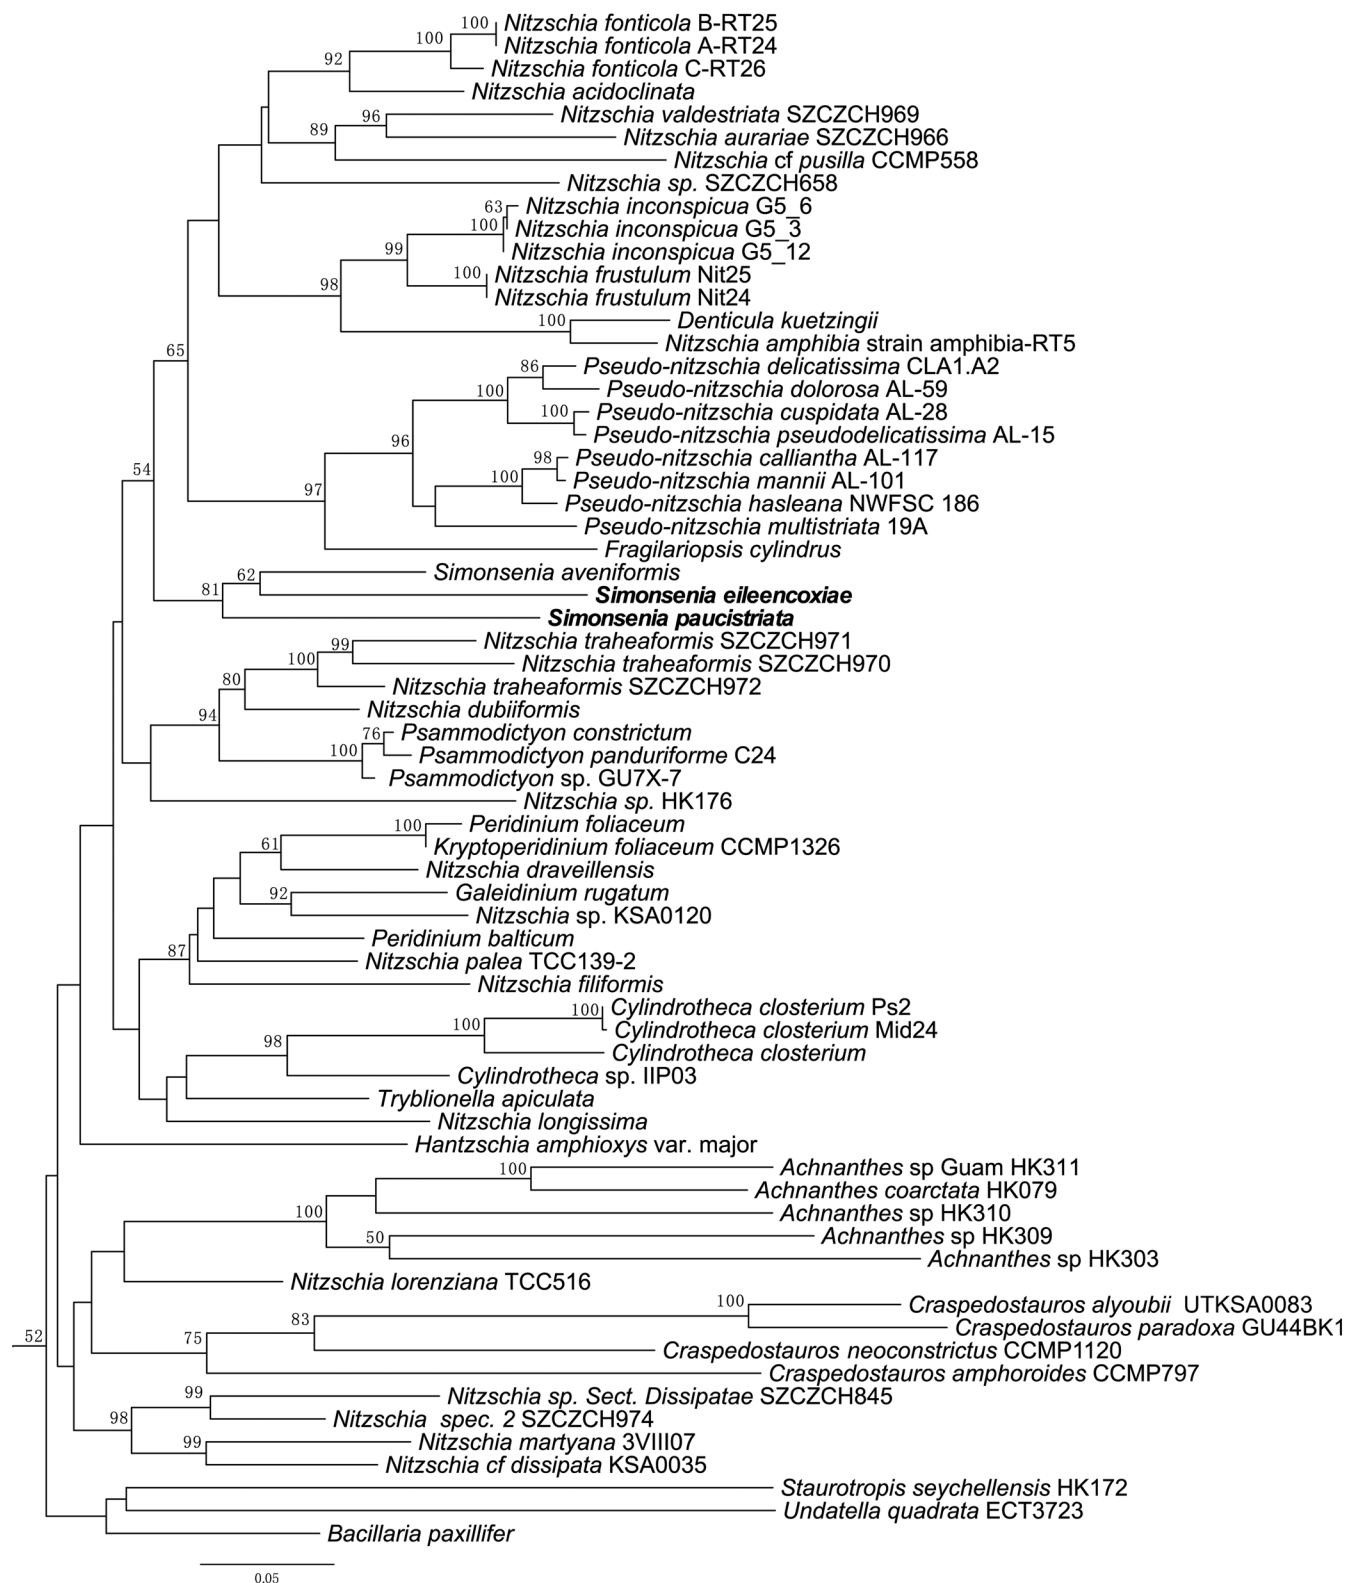 100 Nitzschia fonticola B-RT25
100 Nitzschia fonticola A-RT24
92 Nitzschia fonticola C-RT26
Nitzschia acidoclinata
96 Nitzschia valdestriata SZCZCH969
89 Nitzschia aurariae SZCZCH966
Nitzschia cf pusilla CCMP558
Nitzschia sp. SZCZCH658
63 Nitzschia inconspicua G5_6
100 Nitzschia inconspicua G5_3
99 Nitzschia inconspicua G5_12
100 Nitzschia frustulum Nit25
98 Nitzschia frustulum Nit24
100 Denticula kuetzingii
65 Nitzschia amphibia strain amphibia-RT5
86 Pseudo-nitzschia delicatissima CLA1.A2
100 Pseudo-nitzschia dolorosa AL-59
100 Pseudo-nitzschia cuspidata AL-28
96 Pseudo-nitzschia pseudodelicatissima AL-15
98 Pseudo-nitzschia calliantha AL-117
54 100 Pseudo-nitzschia mannii AL-101
97 Pseudo-nitzschia hasleana NWFSC 186
Pseudo-nitzschia multistriata 19A
Fragilariopsis cylindrus
62 Simonsenia aveniformis
81 Simonsenia eileencoxiae
Simonsenia paucistriata
99 Nitzschia traheaformis SZCZCH971
100 Nitzschia traheaformis SZCZCH970
80 Nitzschia traheaformis SZCZCH972
94 Nitzschia dubiiformis
76 Psammodictyon constrictum
100 Psammodictyon panduriforme C24
Psammodictyon sp. GU7X-7
Nitzschia sp. HK176
100 Peridinium foliaceum
61 Kryptoperidinium foliaceum CCMP1326
Nitzschia draveillensis
92 Galeidinium rugatum
Nitzschia sp. KSA0120
Peridinium balticum
87 Nitzschia palea TCC139-2
Nitzschia filiformis
100 Cylindrotheca closterium Ps2
100 Cylindrotheca closterium Mid24
98 Cylindrotheca closterium
Cylindrotheca sp. IIP03
Tryblionella apiculata
Nitzschia longissima
Hantzschia amphioxys var. major
100 Achnanthes sp Guam HK311
Achnanthes coarctata HK079
100 Achnanthes sp HK310
50 Achnanthes sp HK309
Achnanthes sp HK303
Nitzschia lorenziana TCC516
100 Craspedostauros alyoubii UTKSA0083
52 83 Craspedostauros paradoxa GU44BK1
75 Craspedostauros neoconstrictus CCMP1120
Craspedostauros amphoroides CCMP797
99 Nitzschia sp. Sect. Dissipatae SZCZCH845
98 Nitzschia spec. 2 SZCZCH974
99 Nitzschia martyana 3VIII07
Nitzschia cf dissipata KSA0035
Staurotropis seychellensis HK172
Undatella quadrata ECT3723
Bacillaria paxillifer
0.05